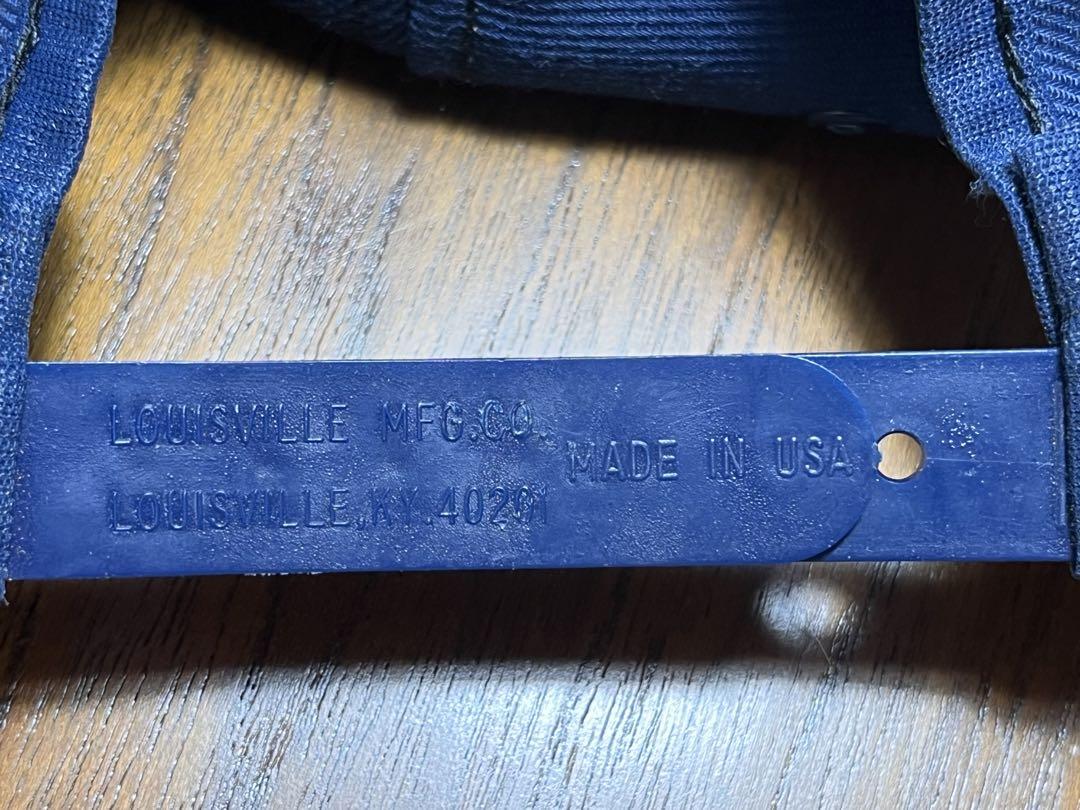 LOUISVILLE MFG.CO.
LOUISVILLE,KY.40201
MADE IN USA